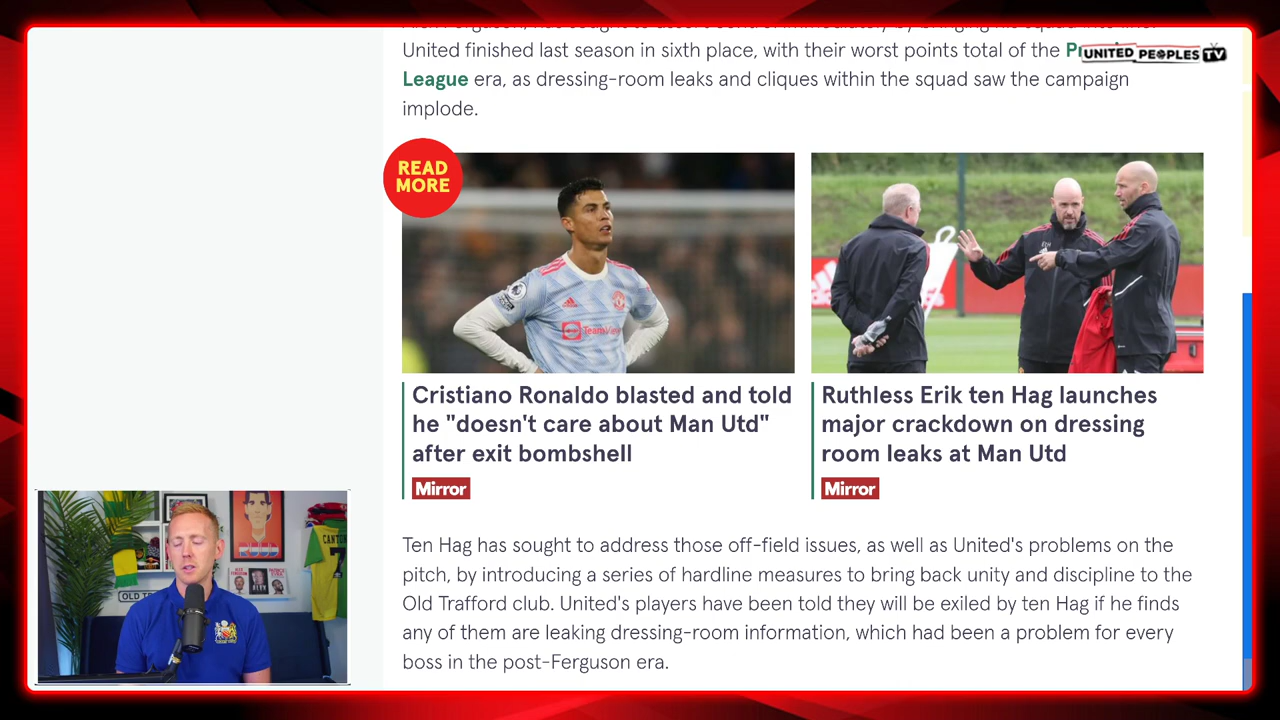 UNITED PEOPLES TV
United finished last season in sixth place, with their worst points total of the
League era, as dressing-room leaks and cliques within the squad saw the campaign
implode.
READ
MORE
TeamViewer
Cristiano Ronaldo blasted and told
he "doesn't care about Man Utd"
after exit bombshell
Mirror
Ruthless Erik ten Hag launches
major crackdown on dressing
room leaks at Man Utd
Mirror
Ten Hag has sought to address those off-field issues, as well as United's problems on the
pitch, by introducing a series of hardline measures to bring back unity and discipline to the
Old Trafford club. United's players have been told they will be exiled by ten Hag if he finds
any of them are leaking dressing-room information, which had been a problem for every
boss in the post-Ferguson era.
OLD TR
CANTON
7